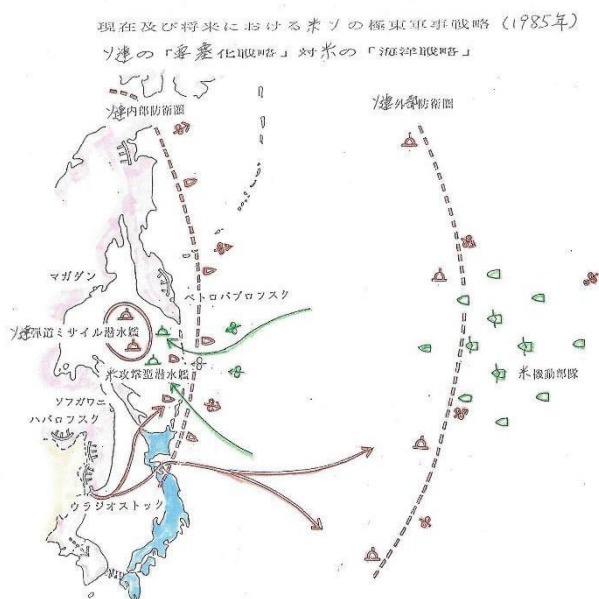 現在及び将来における米ソの極東軍事戦略 (1985年)
ソ連の「要塞化戦略」対米の「海洋戦略」
ソ連内部防衛圏
ソ連外部防衛圏
マガダン
ペトロパブロンスク
ソ連弾道ミサイル潜水艦
米攻撃型潜水艦
米機動部隊
ソフガワニ
ハバロフスク
ウラジオストック